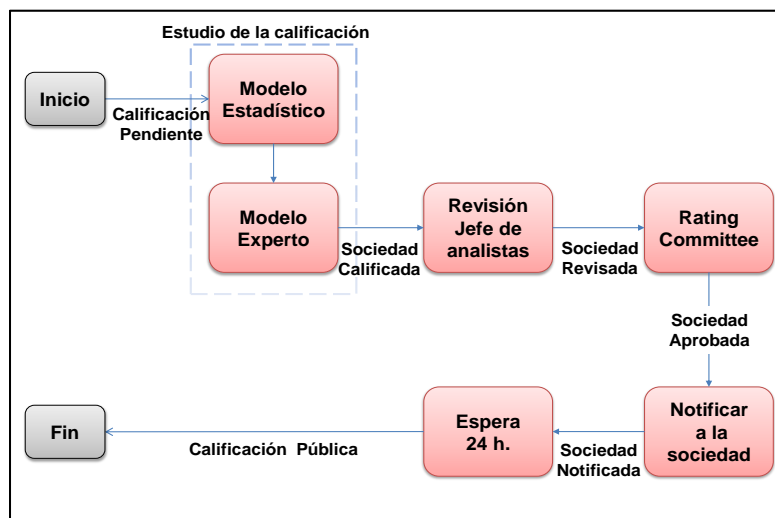 Estudio de la calificación
Inicio
Calificación
Pendiente
Modelo
Estadístico
Modelo
Experto
Sociedad
Calificada
Revisión
Jefe de
analistas
Sociedad
Revisada
Rating
Committee
Sociedad
Aprobada
Notificar
a la
sociedad
Sociedad
Notificada
Espera
24 h.
Calificación Pública
Fin